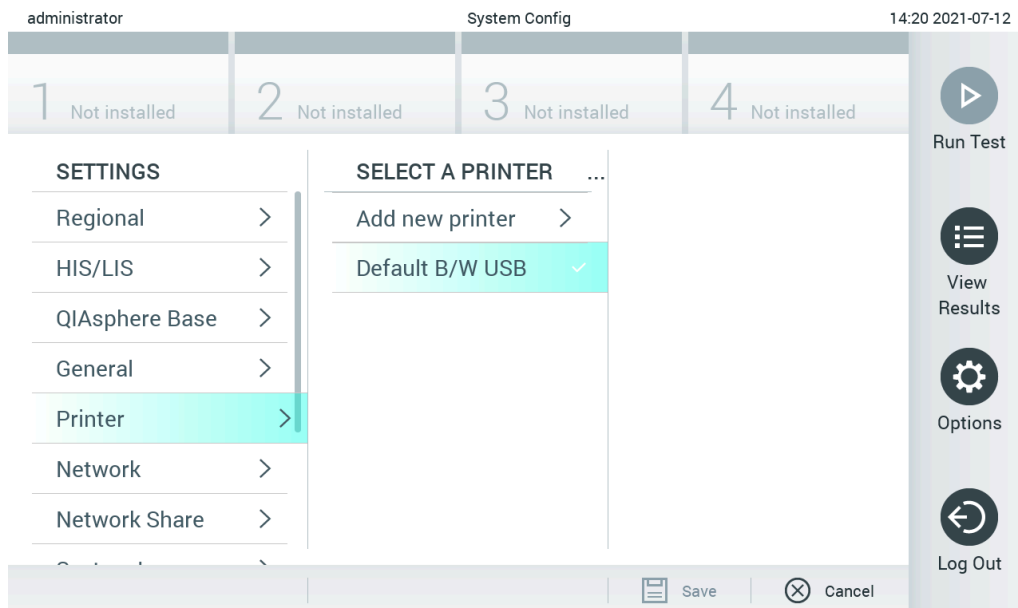 administrator
System Config
14:20 2021-07-12
1 Not installed
2 Not installed
3 Not installed
4 Not installed
Run Test
SETTINGS
Regional
HIS/LIS
QIAsphere Base
General
Printer
Network
Network Share
SELECT A PRINTER ...
Add new printer
Default B/W USB
View
Results
Options
Log Out
Save
Cancel